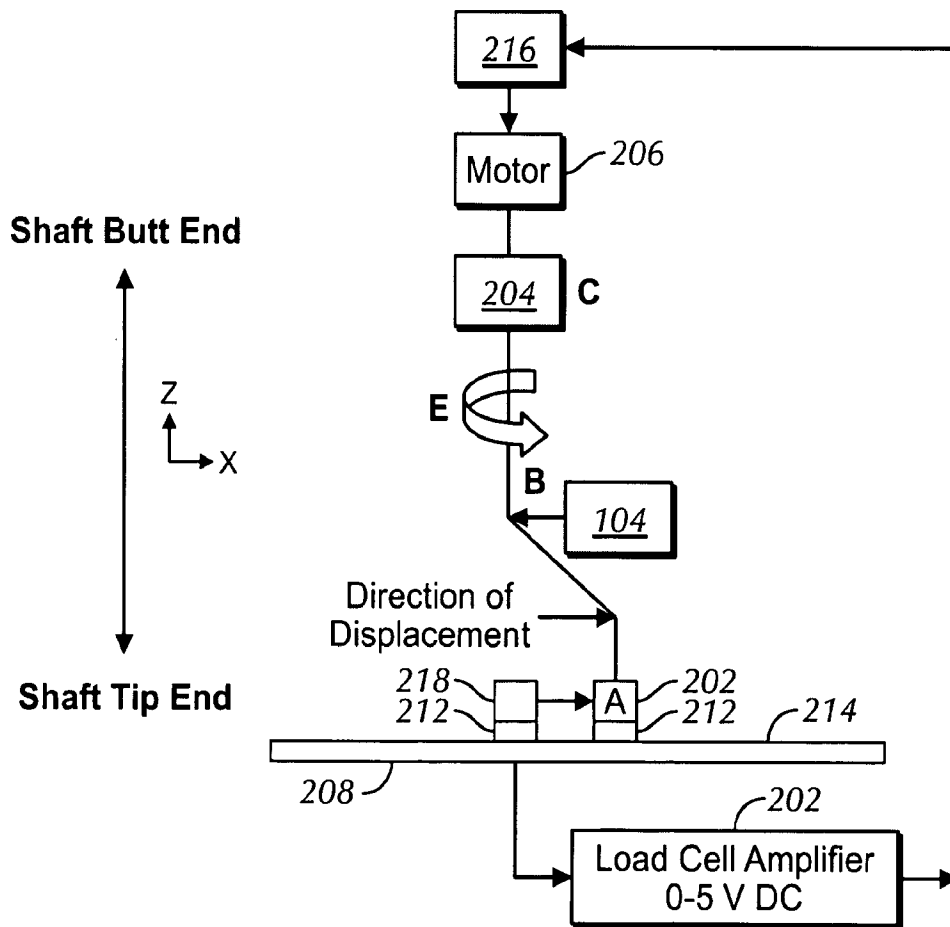 216
Motor
206
Shaft Butt End
204
C
Z
X
E
B
104
Direction of
Displacement
Shaft Tip End
218
A
202
212
212
214
208
202
Load Cell Amplifier
0-5 V DC